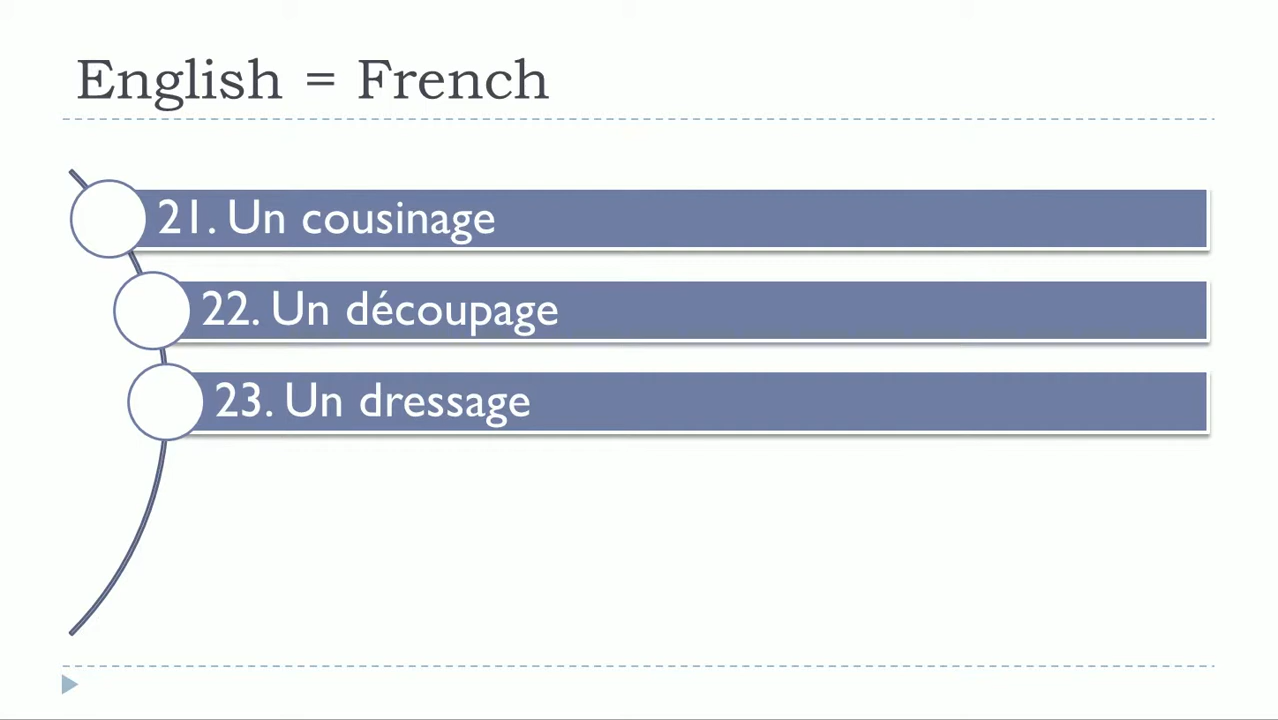 English = French
21. Un cousinage
22. Un découpage
23. Un dressage